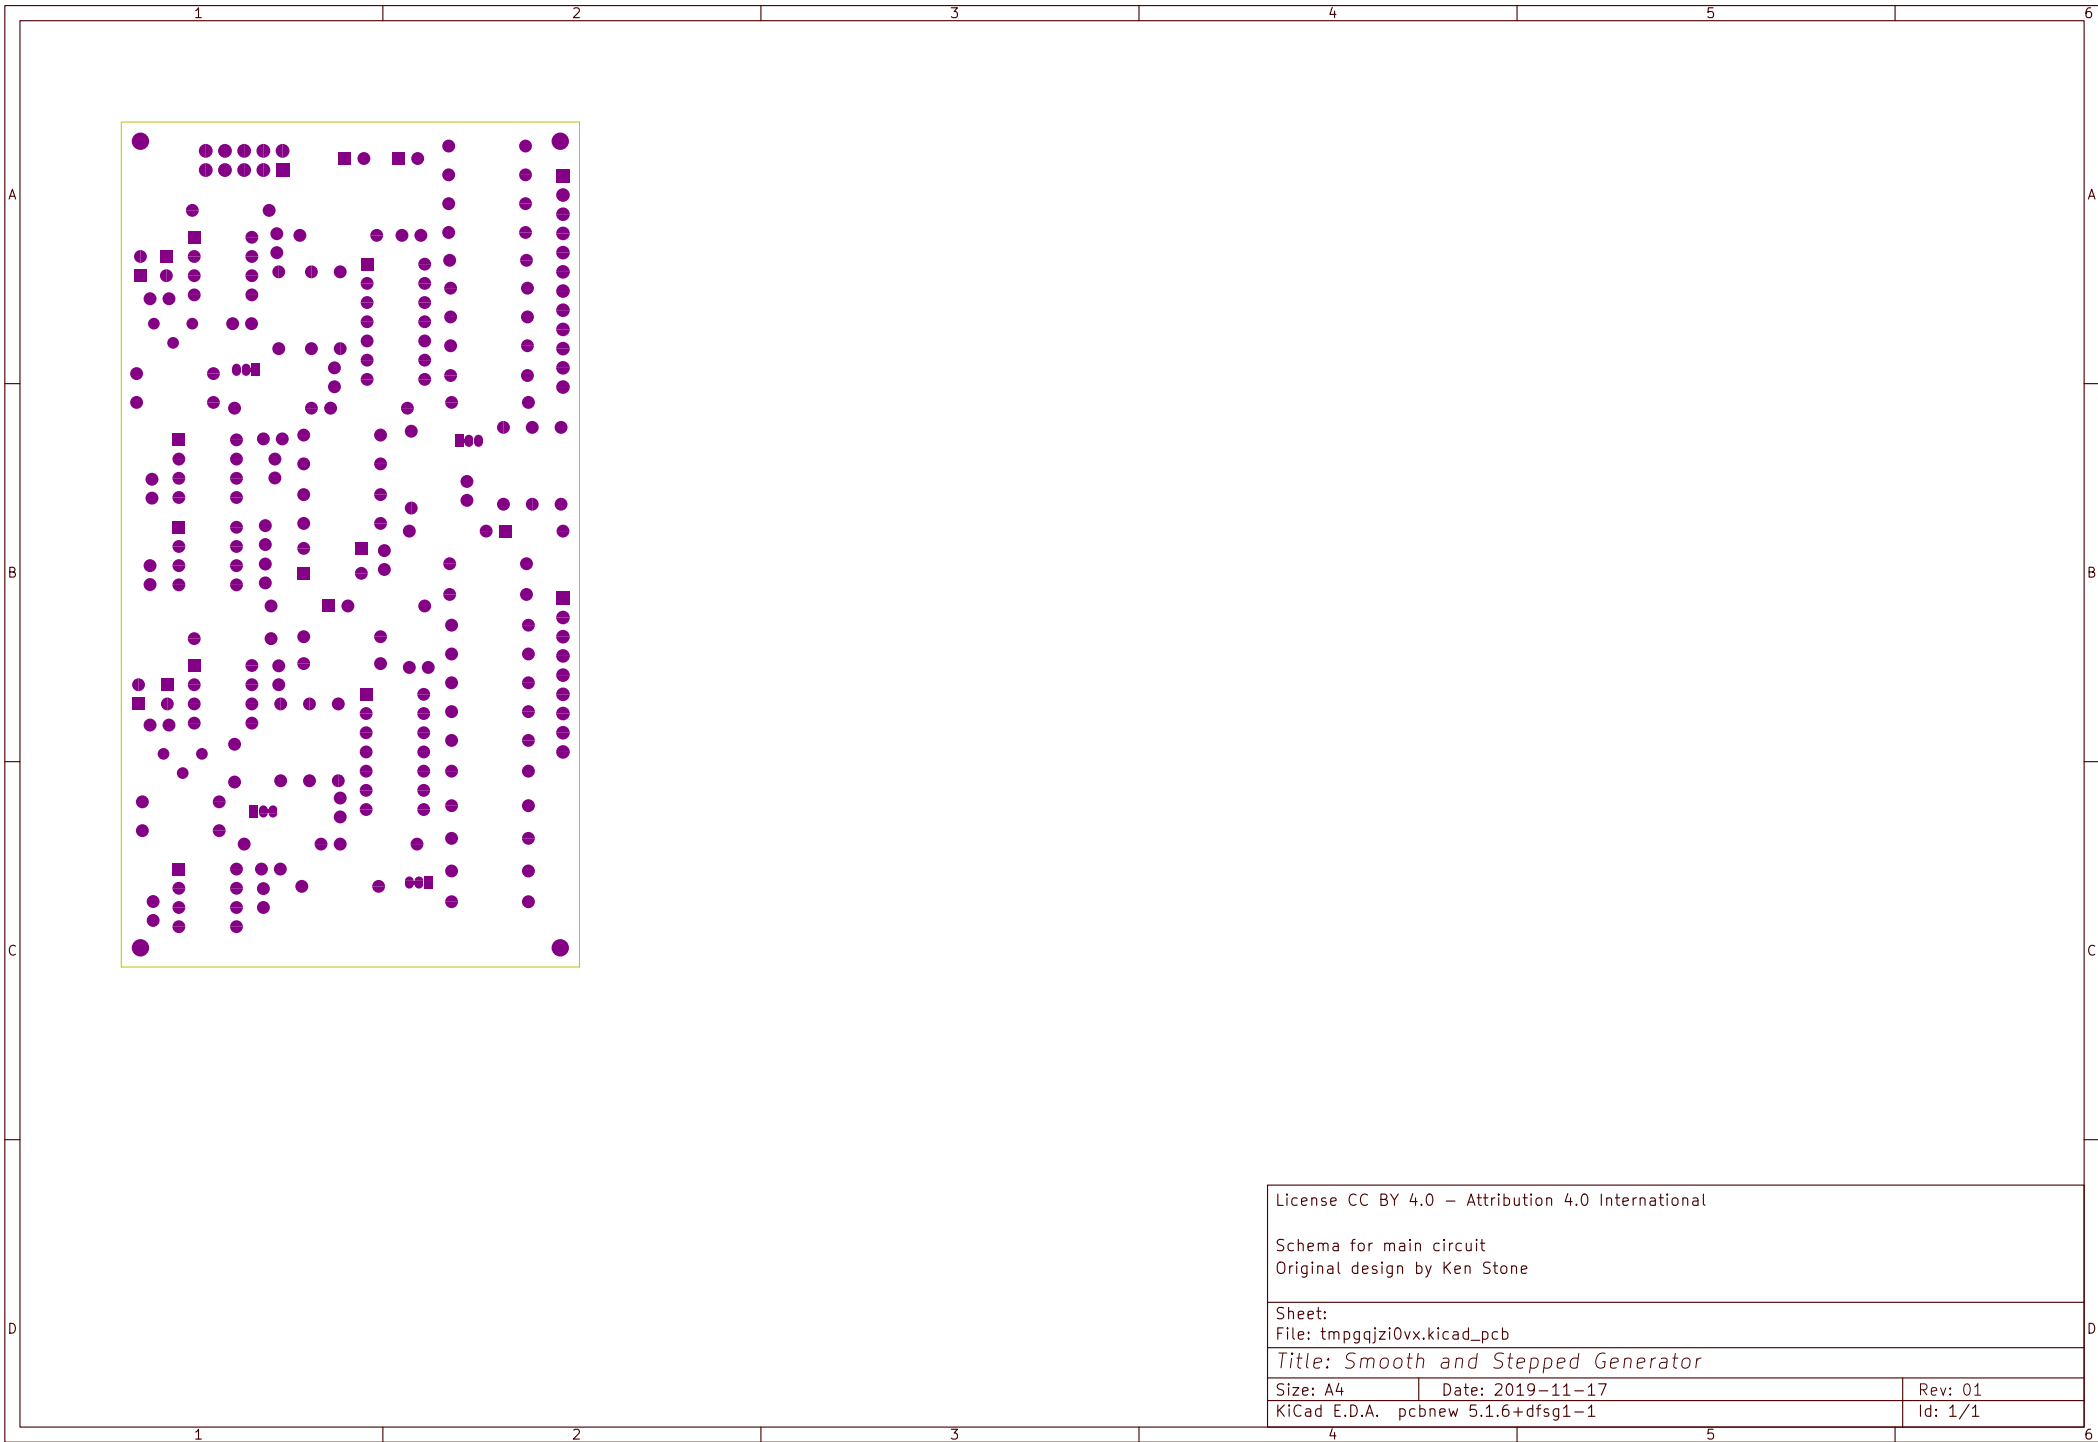 1 2 3 4 5 6
A A
B B
C C
License CC BY 4.0 – Attribution 4.0 International
Schema for main circuit
Original design by Ken Stone
Sheet:
D D
File: tmpgqjzi0vx.kicad_pcb
Title: Smooth and Stepped Generator
Size: A4 Date: 2019-11-17 Rev: 01
KiCad E.D.A. pcbnew 5.1.6+dfsg1-1 Id: 1/1
1 2 3 4 5 6